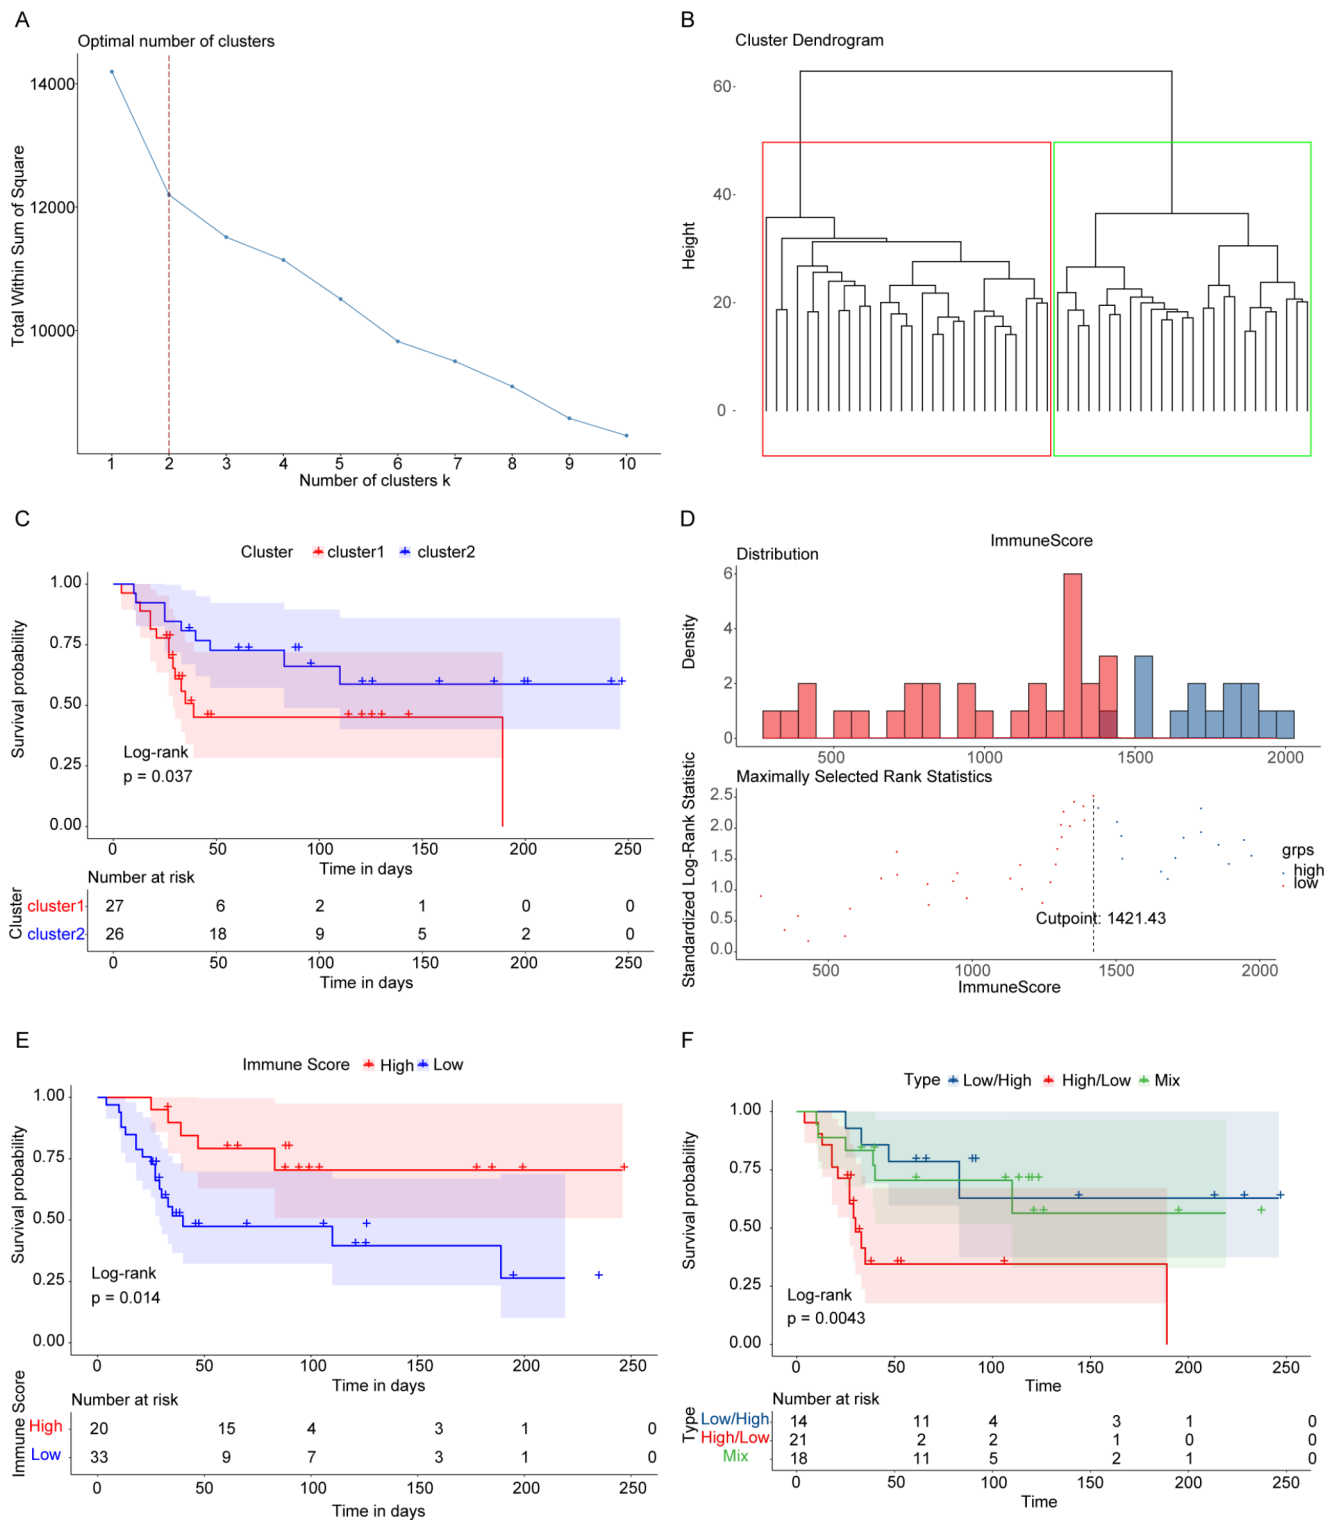 A
Optimal number of clusters
Total Within Sum of Square
14000
12000
10000
1 2 3 4 5 6 7 8 9 10
Number of clusters k
B
Cluster Dendrogram
Height
60
40
20
0
C
Cluster cluster1 cluster2
Survival probability
1.00
0.75
0.50
0.25
0.00
Log-rank
p = 0.037
0 50 100 150 200 250
Time in days
Number at risk
Cluster
cluster1 27 6 2 1 0 0
cluster2 26 18 9 5 2 0
0 50 100 150 200 250
Time in days
D
ImmuneScore
Distribution
Density
6
4
2
0
500 1000 1500 2000
Maximally Selected Rank Statistics
Standardized Log-Rank Statistic
2.5
2.0
1.5
1.0
0.5
0.0
Cutpoint: 1421.43
grps
high
low
500 1000 1500 2000
ImmuneScore
E
Immune Score High Low
Survival probability
1.00
0.75
0.50
0.25
0.00
Log-rank
p = 0.014
0 50 100 150 200 250
Time in days
Number at risk
Immune Score
High 20 15 4 3 1 0
Low 33 9 7 3 1 0
0 50 100 150 200 250
Time in days
F
Type Low/High High/Low Mix
Survival probability
1.00
0.75
0.50
0.25
0.00
Log-rank
p = 0.0043
0 50 100 150 200 250
Time
Number at risk
Type
Low/High 14 11 4 3 1 0
High/Low 21 2 2 1 0 0
Mix 18 11 5 2 1 0
0 50 100 150 200 250
Time